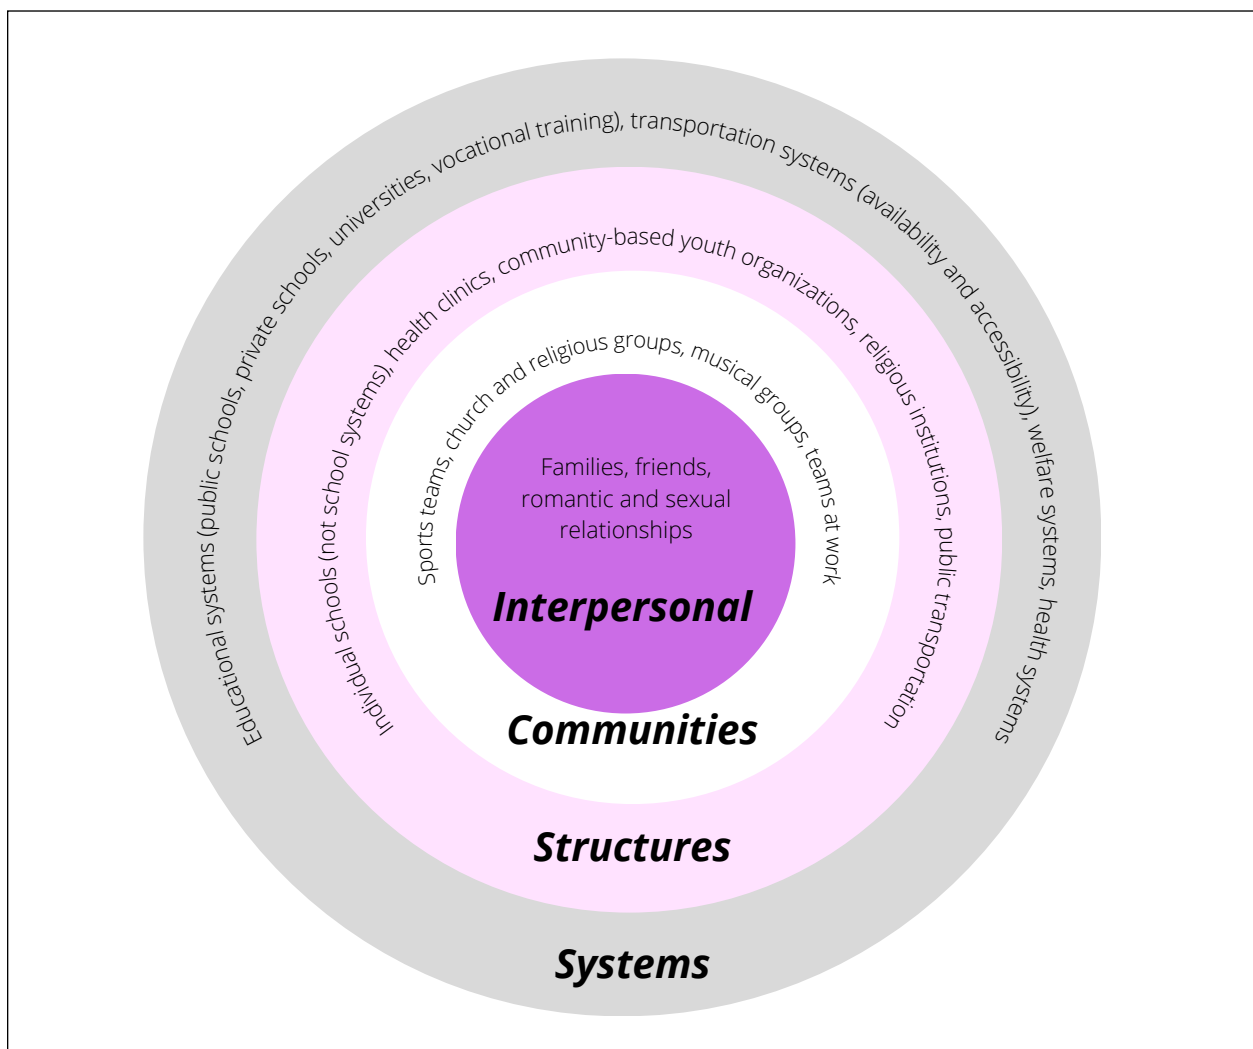 Educational systems (public schools, private schools, universities, vocational training), transportation systems (availability and accessibility), welfare systems, health systems
Individual schools (not school systems), health clinics, community-based youth organizations, religious institutions, public transportation
Sports teams, church and religious groups, musical groups, teams at work
Families, friends,
romantic and sexual
relationships
Interpersonal
Communities
Structures
Systems